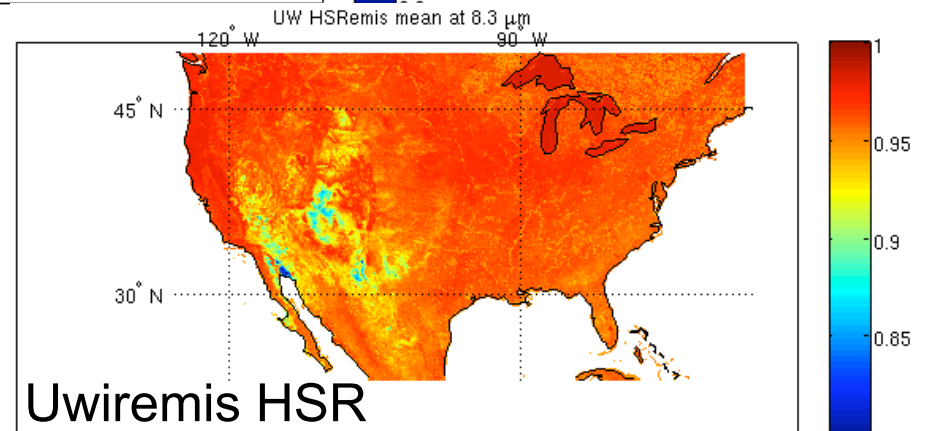 UW HSRemis mean at 8.3 μm
120° W
90° W
45° N
30° N
1
0.95
0.9
0.85
Uwiremis HSR